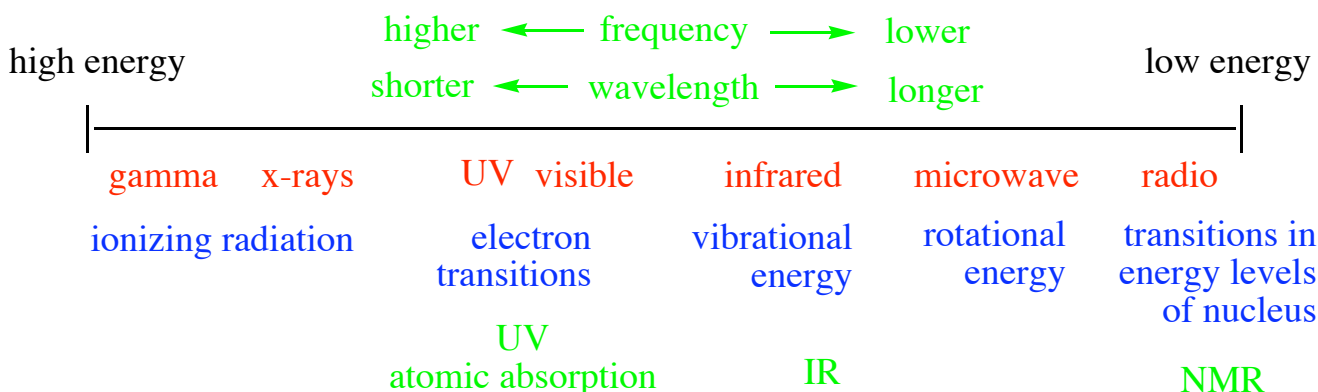 higher frequency lower
high energy low energy
shorter wavelength longer
gamma x-rays UV visible infrared microwave radio
ionizing radiation electron vibrational rotational transitions in
transitions energy energy energy levels
of nucleus
UV
atomic absorption IR NMR